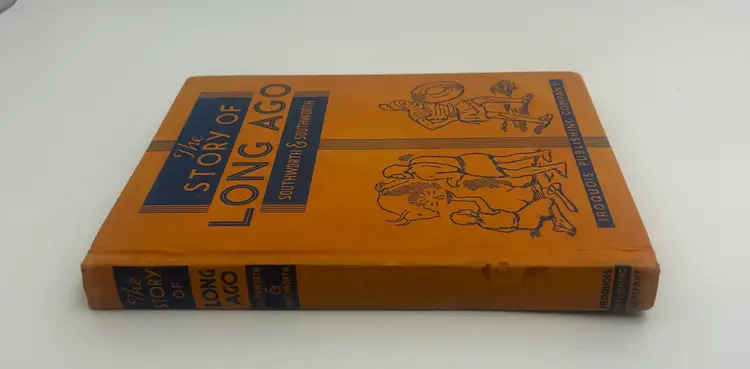 The
STORY OF
LONG AGO
SOUTHWORTH & SOUTHWORTH
IROQUOIS PUBLISHING COMPANY
The
STORY
OF
LONG
AGO
SOUTHWORTH
&
SOUTHWORTH
IROQUOIS
PUBLISHING
COMPANY